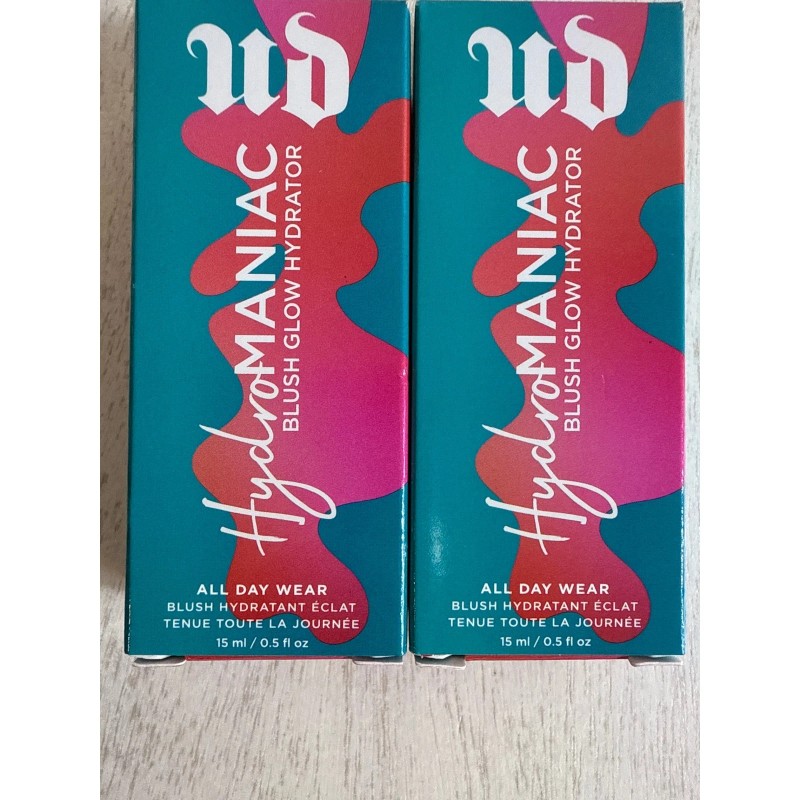 ud
HydroMANIAC
BLUSH GLOW HYDRATOR
ALL DAY WEAR
BLUSH HYDRATANT ÉCLAT
TENUE TOUTE LA JOURNÉE
15 ml / 0.5 fl oz
ud
HydroMANIAC
BLUSH GLOW HYDRATOR
ALL DAY WEAR
BLUSH HYDRATANT ÉCLAT
TENUE TOUTE LA JOURNÉE
15 ml / 0.5 fl oz